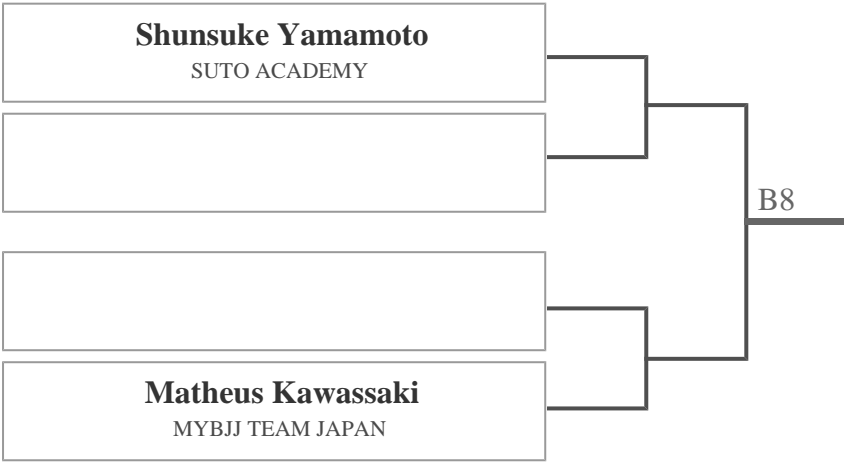 Shunsuke Yamamoto
SUTO ACADEMY
B8
Matheus Kawassaki
MYBJJ TEAM JAPAN